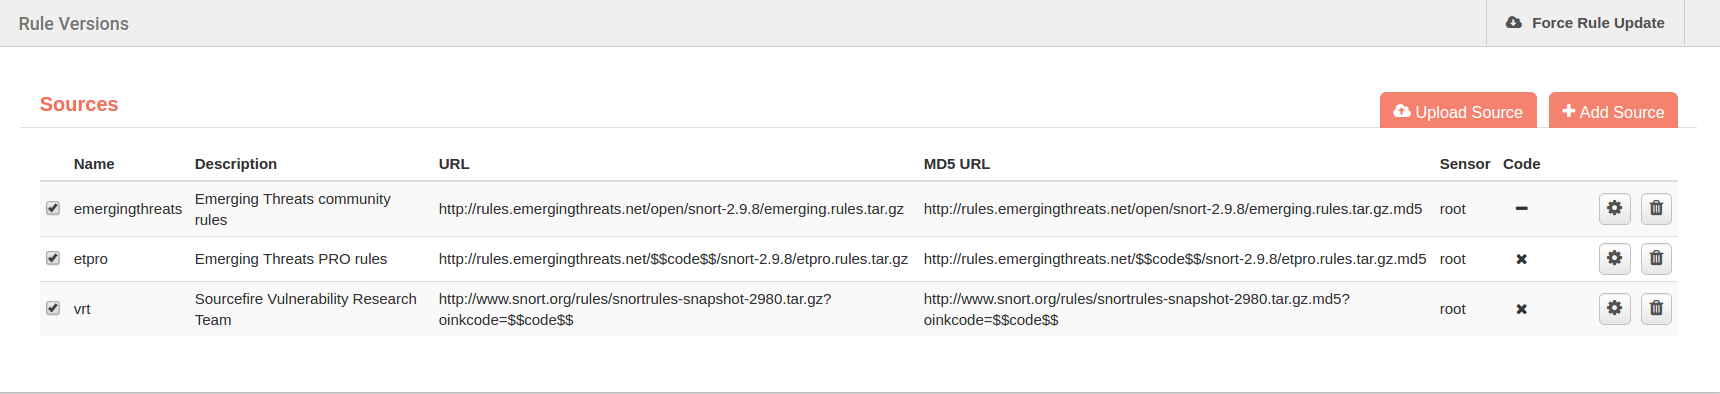 Rule Versions
Force Rule Update
Sources
Upload Source
Add Source
Name Description URL MD5 URL Sensor Code
emergingthreats Emerging Threats community rules http://rules.emergingthreats.net/open/snort-2.9.8/emerging.rules.tar.gz http://rules.emergingthreats.net/open/snort-2.9.8/emerging.rules.tar.gz.md5 root
etpro Emerging Threats PRO rules http://rules.emergingthreats.net/$$code$$/snort-2.9.8/etpro.rules.tar.gz http://rules.emergingthreats.net/$$code$$/snort-2.9.8/etpro.rules.tar.gz.md5 root
vrt Sourcefire Vulnerability Research Team http://www.snort.org/rules/snortrules-snapshot-2980.tar.gz?oinkcode=$$code$$ http://www.snort.org/rules/snortrules-snapshot-2980.tar.gz.md5?oinkcode=$$code$$ root